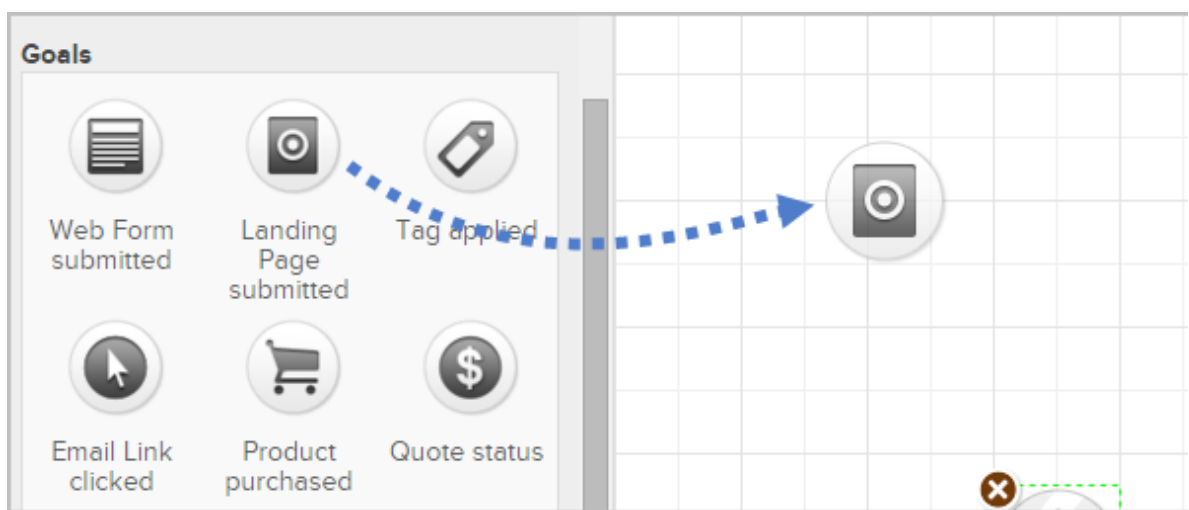 Goals
Web Form
submitted
Landing
Page
submitted
Tag applied
Email Link
clicked
Product
purchased
Quote status